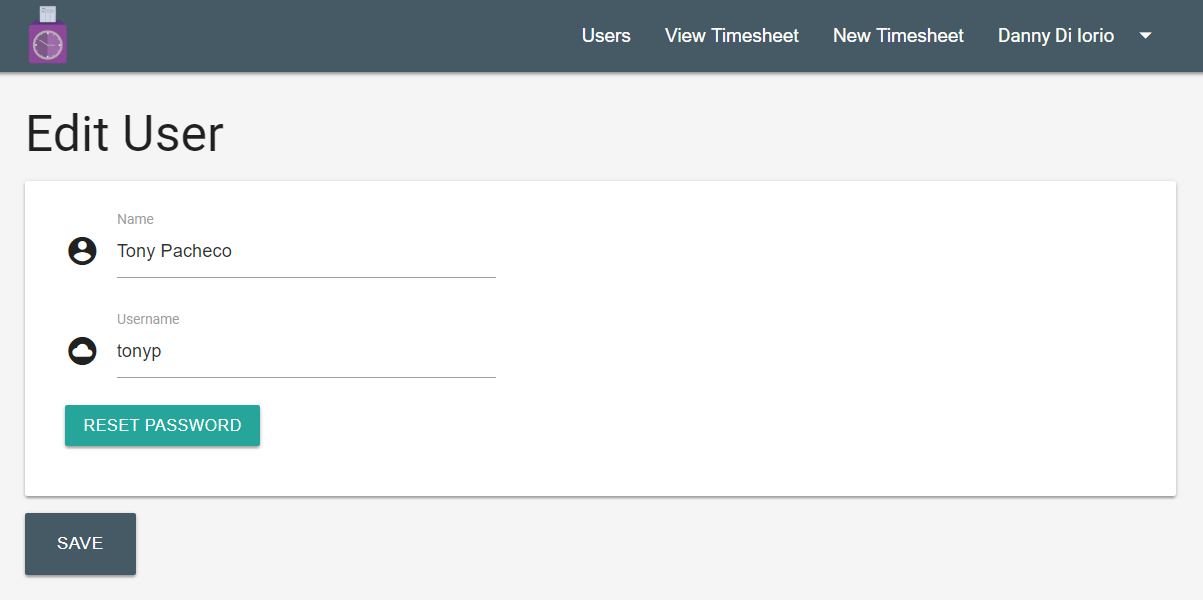 Users View Timesheet New Timesheet Danny Di Iorio
Edit User
Name
Tony Pacheco
Username
tonyp
RESET PASSWORD
SAVE